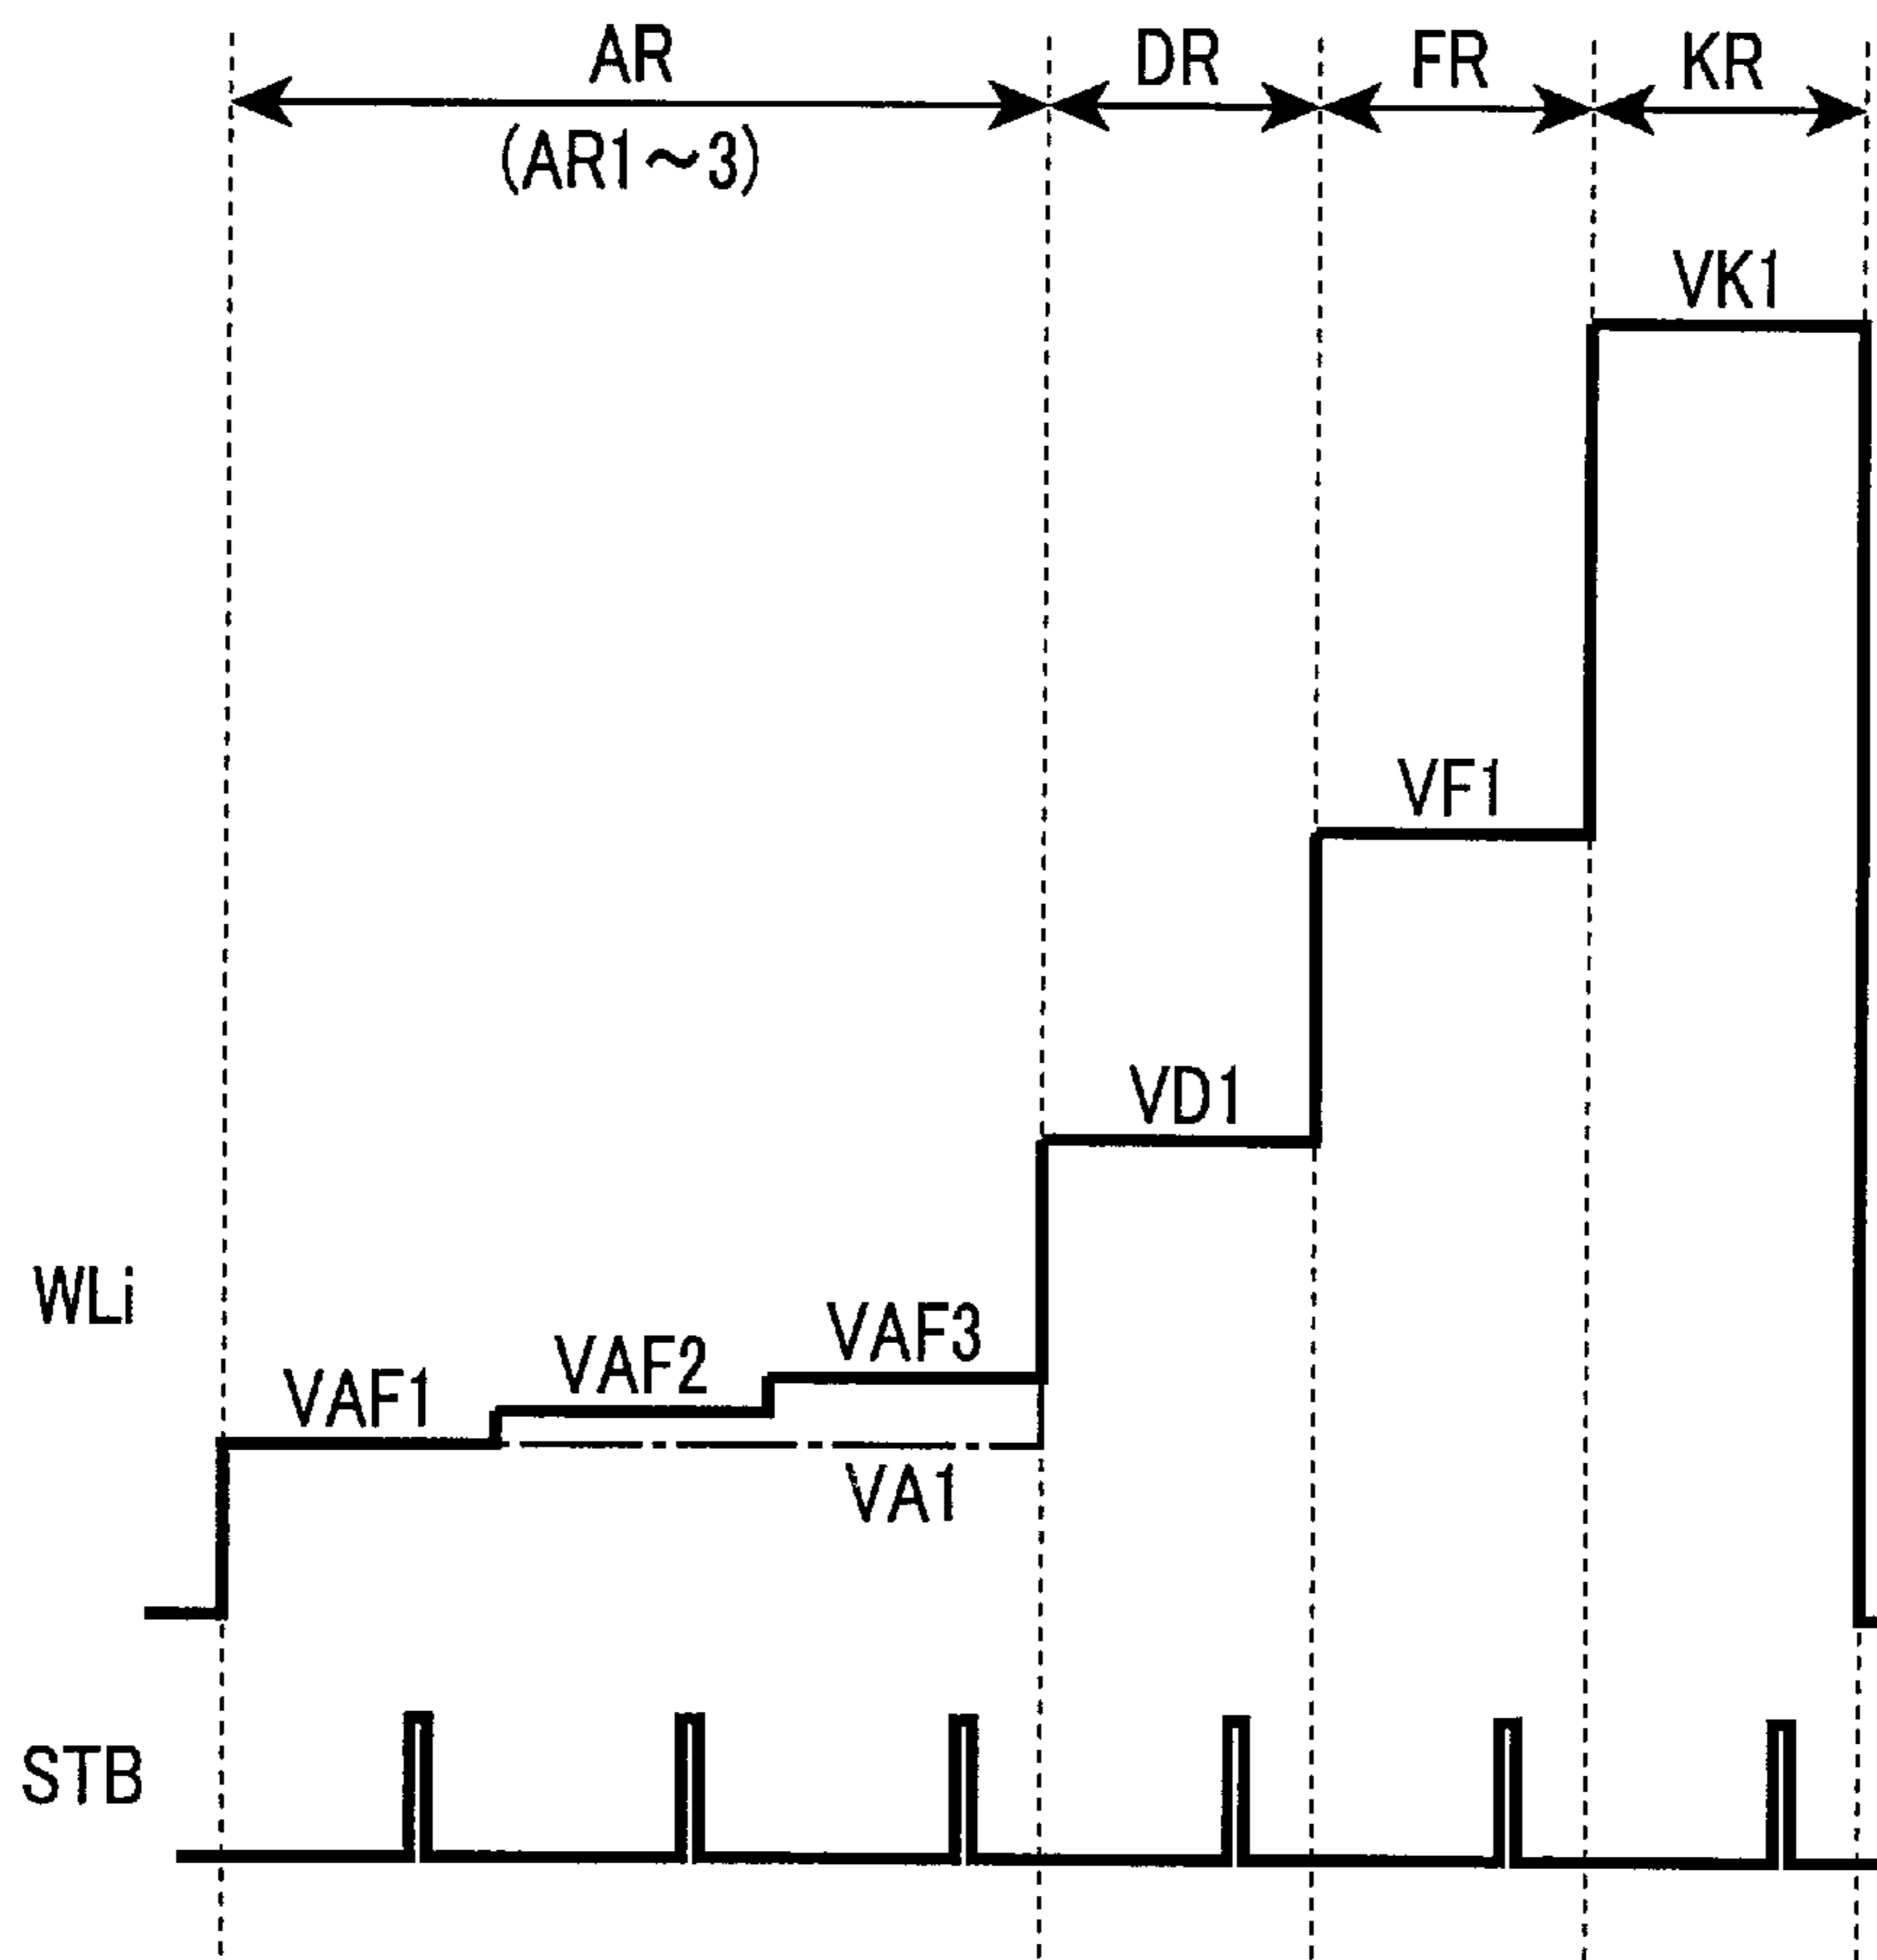 AR DR FR KR
(AR1～3)
VK1
VF1
VD1
WLi
VAF1 VAF2 VAF3
VA1
STB